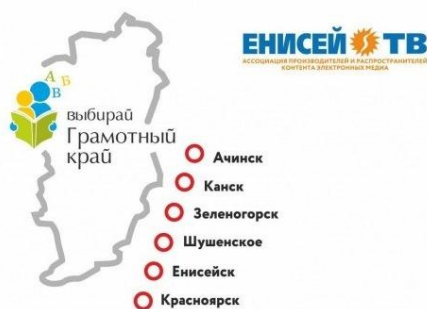 ЕНИСЕЙ ТВ
АССОЦИАЦИЯ ПРОИЗВОДИТЕЛЕЙ И РАСПРОСТРАНИТЕЛЕЙ
КОНТЕНТА ЭЛЕКТРОННЫХ МЕДИА
А Б
В
выбирай
Грамотный
край
Ачинск
Канск
Зеленогорск
Шушенское
Енисейск
Красноярск